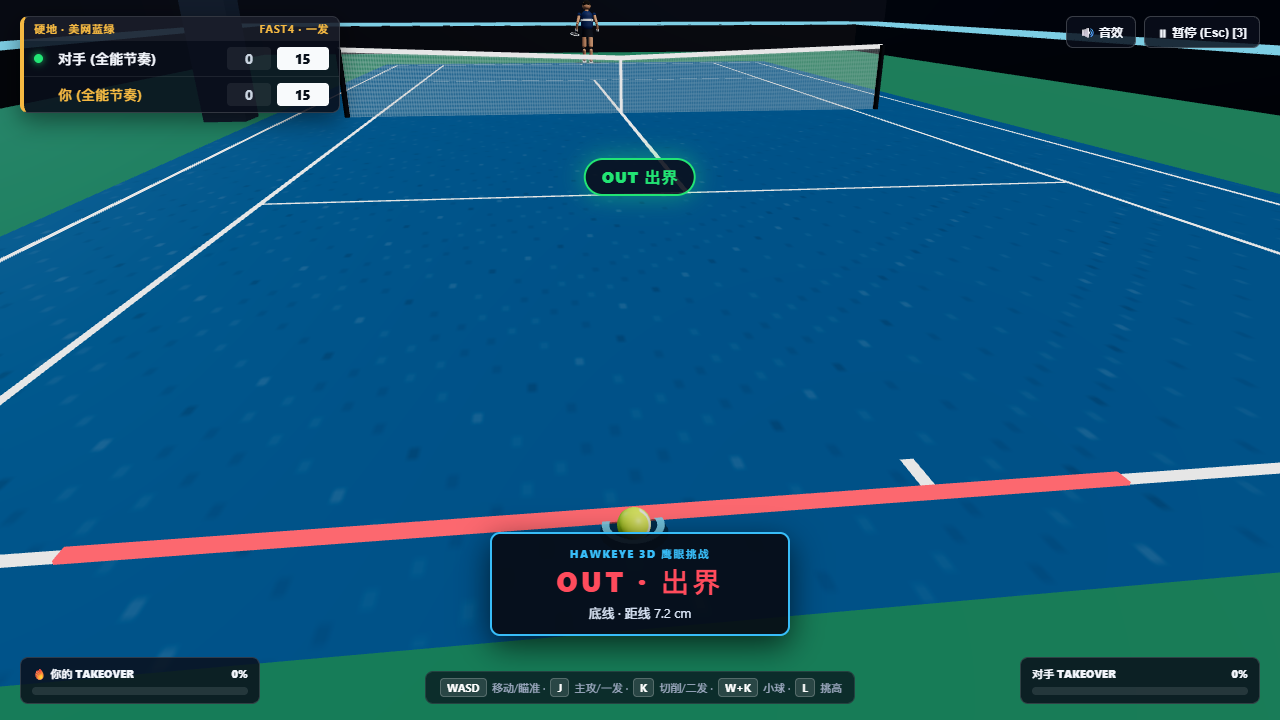 硬地 · 美网蓝绿 FAST4 · 一发
对手 (全能节奏) 0 15
你 (全能节奏) 0 15
音效
暂停 (Esc) [3]
OUT 出界
HAWKEYE 3D 鹰眼挑战
OUT · 出界
底线 · 距线 7.2 cm
你的 TAKEOVER 0%
WASD 移动/瞄准 · J 主攻/一发 · K 切削/二发 · W+K 小球 · L 挑高
对手 TAKEOVER 0%